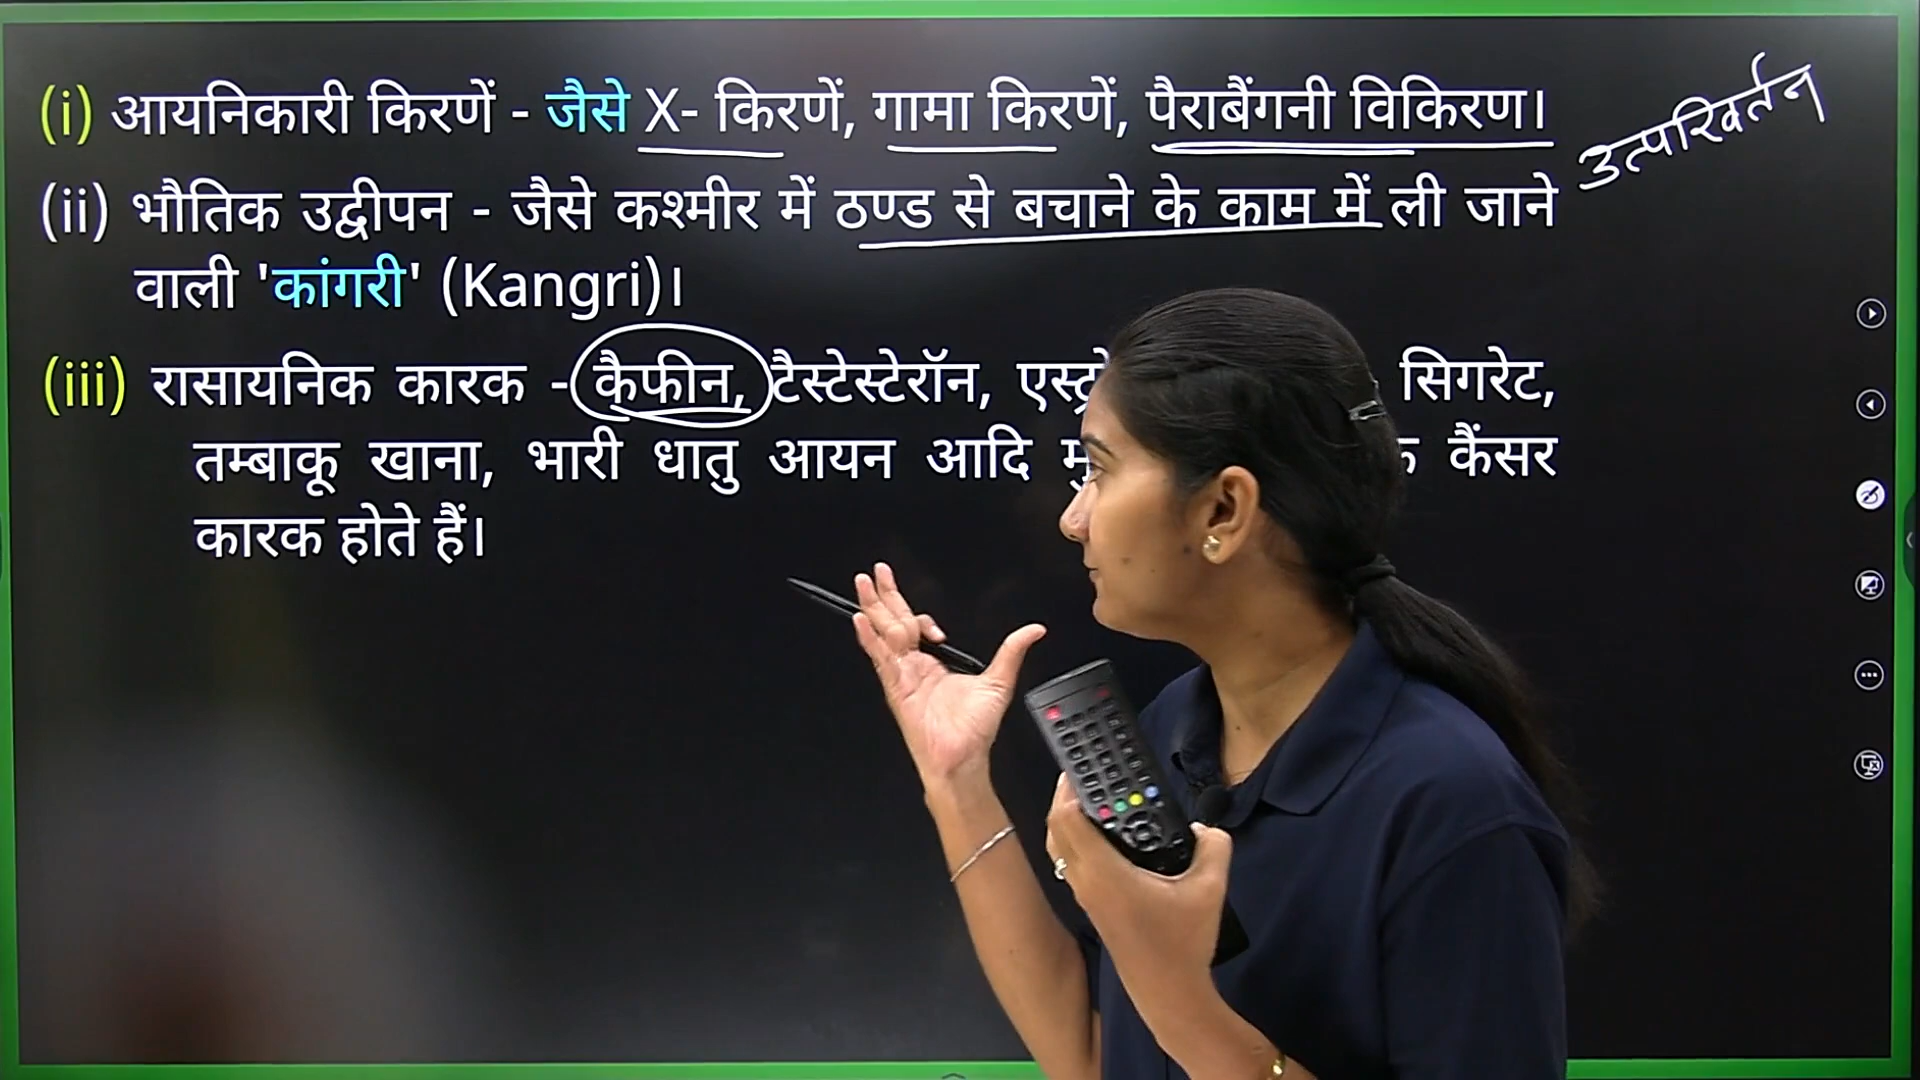 (i) आयनिकारी किरणें - जैसे X- किरणें, गामा किरणें, पैराबैंगनी विकिरण।
उत्परिवर्तन
(ii) भौतिक उद्दीपन - जैसे कश्मीर में ठण्ड से बचाने के काम में ली जाने
वाली 'कांगरी' (Kangri)।
(iii) रासायनिक कारक - कैफीन, टैस्टेस्टेरॉन, सिगरेट,
तम्बाकू खाना, भारी धातु आयन आदि कैंसर
कारक होते हैं।